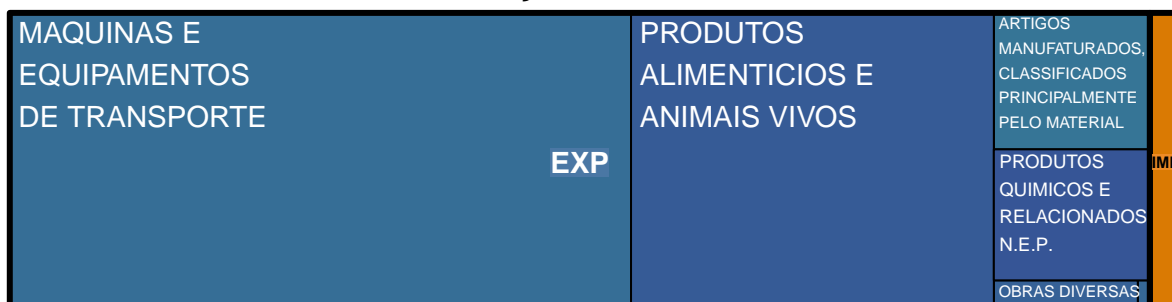 MAQUINAS E
EQUIPAMENTOS
DE TRANSPORTE
EXP
PRODUTOS
ALIMENTICIOS E
ANIMAIS VIVOS
ARTIGOS
MANUFATURADOS,
CLASSIFICADOS
PRINCIPALMENTE
PELO MATERIAL
PRODUTOS
QUIMICOS E
RELACIONADOS
N.E.P.
OBRAS DIVERSAS